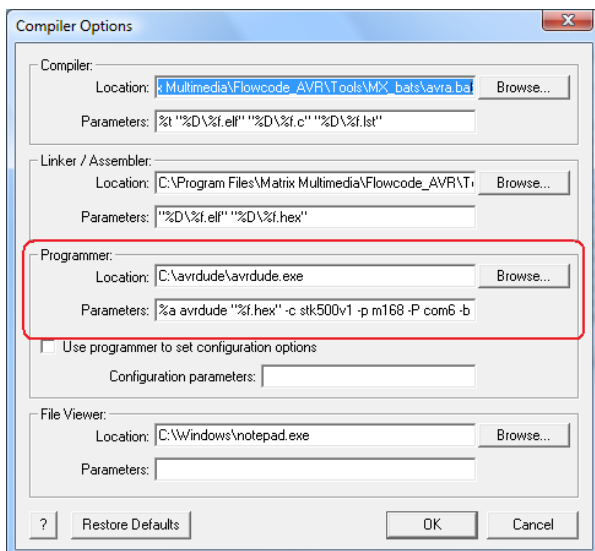 Compiler Options
Compiler:
Location: x Multimedia\Flowcode_AVR\Tools\MX_bats\avra.bat Browse...
Parameters: %t "%D\%f.elf" "%D\%f.c" "%D\%f.lst"
Linker / Assembler:
Location: C:\Program Files\Matrix Multimedia\Flowcode_AVR\T Browse...
Parameters: "%D\%f.elf" "%D\%f.hex"
Programmer:
Location: C:\avrdude\avrdude.exe Browse...
Parameters: %a avrdude "%f.hex" -c stk500v1 -p m168 -P com6 -b
Use programmer to set configuration options
Configuration parameters:
File Viewer:
Location: C:\Windows\notepad.exe Browse...
Parameters:
? Restore Defaults OK Cancel